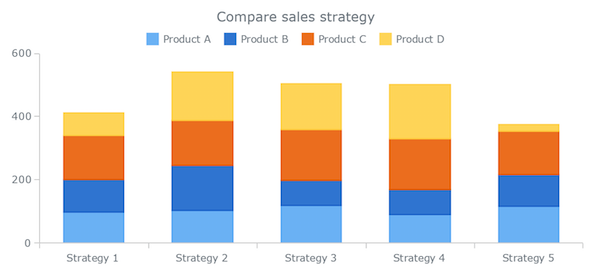 Compare sales strategy
Product A Product B Product C Product D
600
400
200
0
Strategy 1 Strategy 2 Strategy 3 Strategy 4 Strategy 5